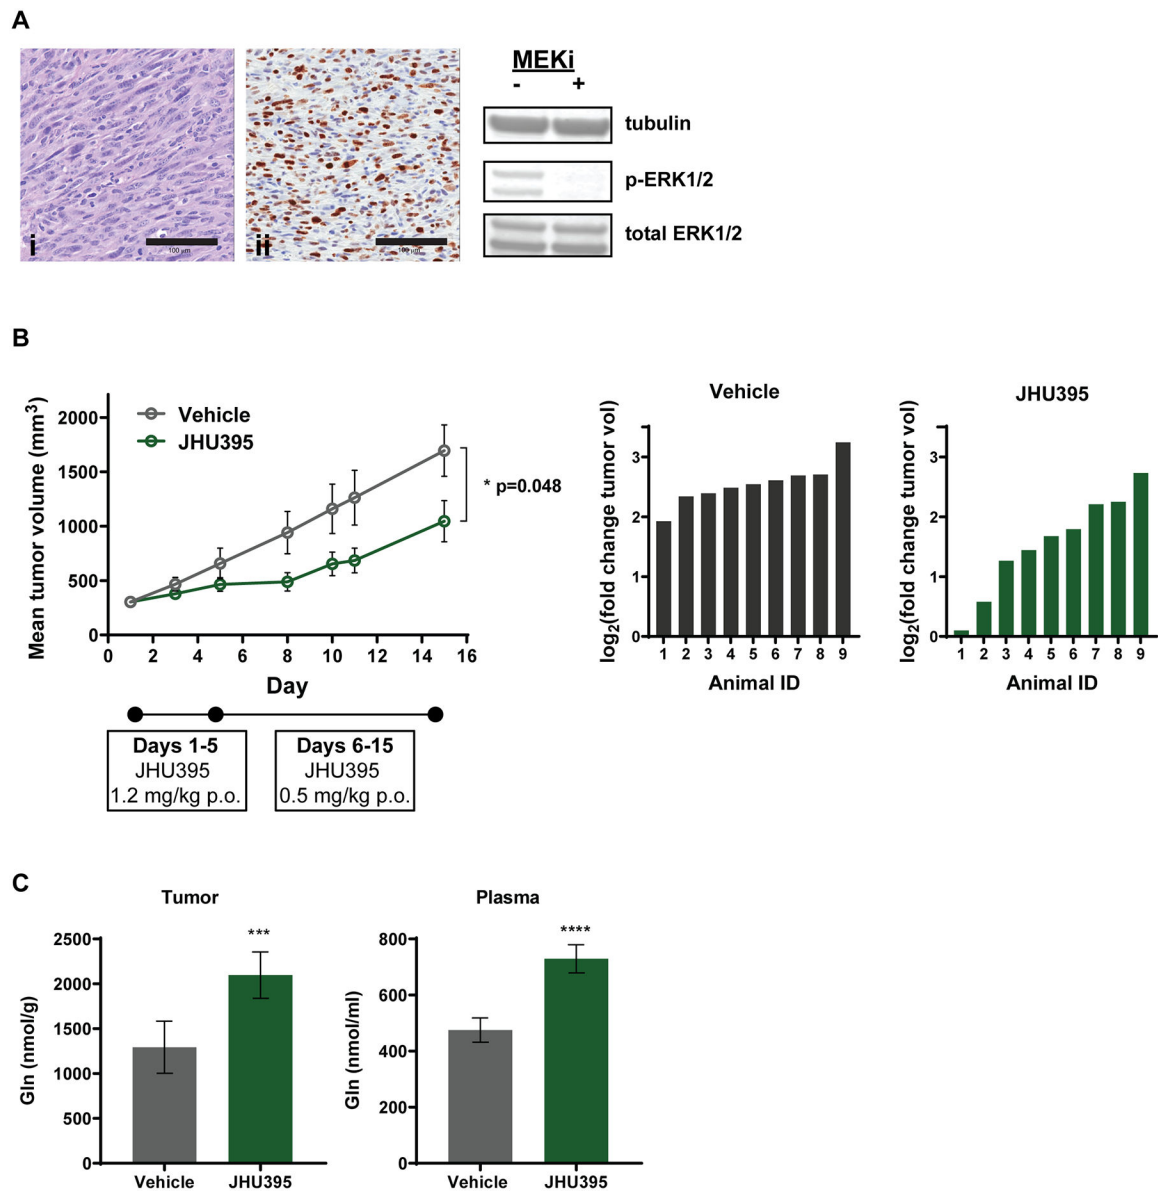 A
i
100 μm
ii
100 μm
MEKi
- +
tubulin
p-ERK1/2
total ERK1/2
B
Mean tumor volume (mm3)
2000
1500
1000
500
0
Vehicle
JHU395
* p=0.048
0 2 4 6 8 10 12 14 16
Day
Days 1-5
JHU395
1.2 mg/kg p.o.
Days 6-15
JHU395
0.5 mg/kg p.o.
Vehicle
log2(fold change tumor vol)
3
2
1
0
1 2 3 4 5 6 7 8 9
Animal ID
JHU395
log2(fold change tumor vol)
3
2
1
0
1 2 3 4 5 6 7 8 9
Animal ID
C
Tumor
Gln (nmol/g)
2500
2000
1500
1000
500
0
***
Vehicle JHU395
Plasma
Gln (nmol/ml)
800
600
400
200
0
****
Vehicle JHU395